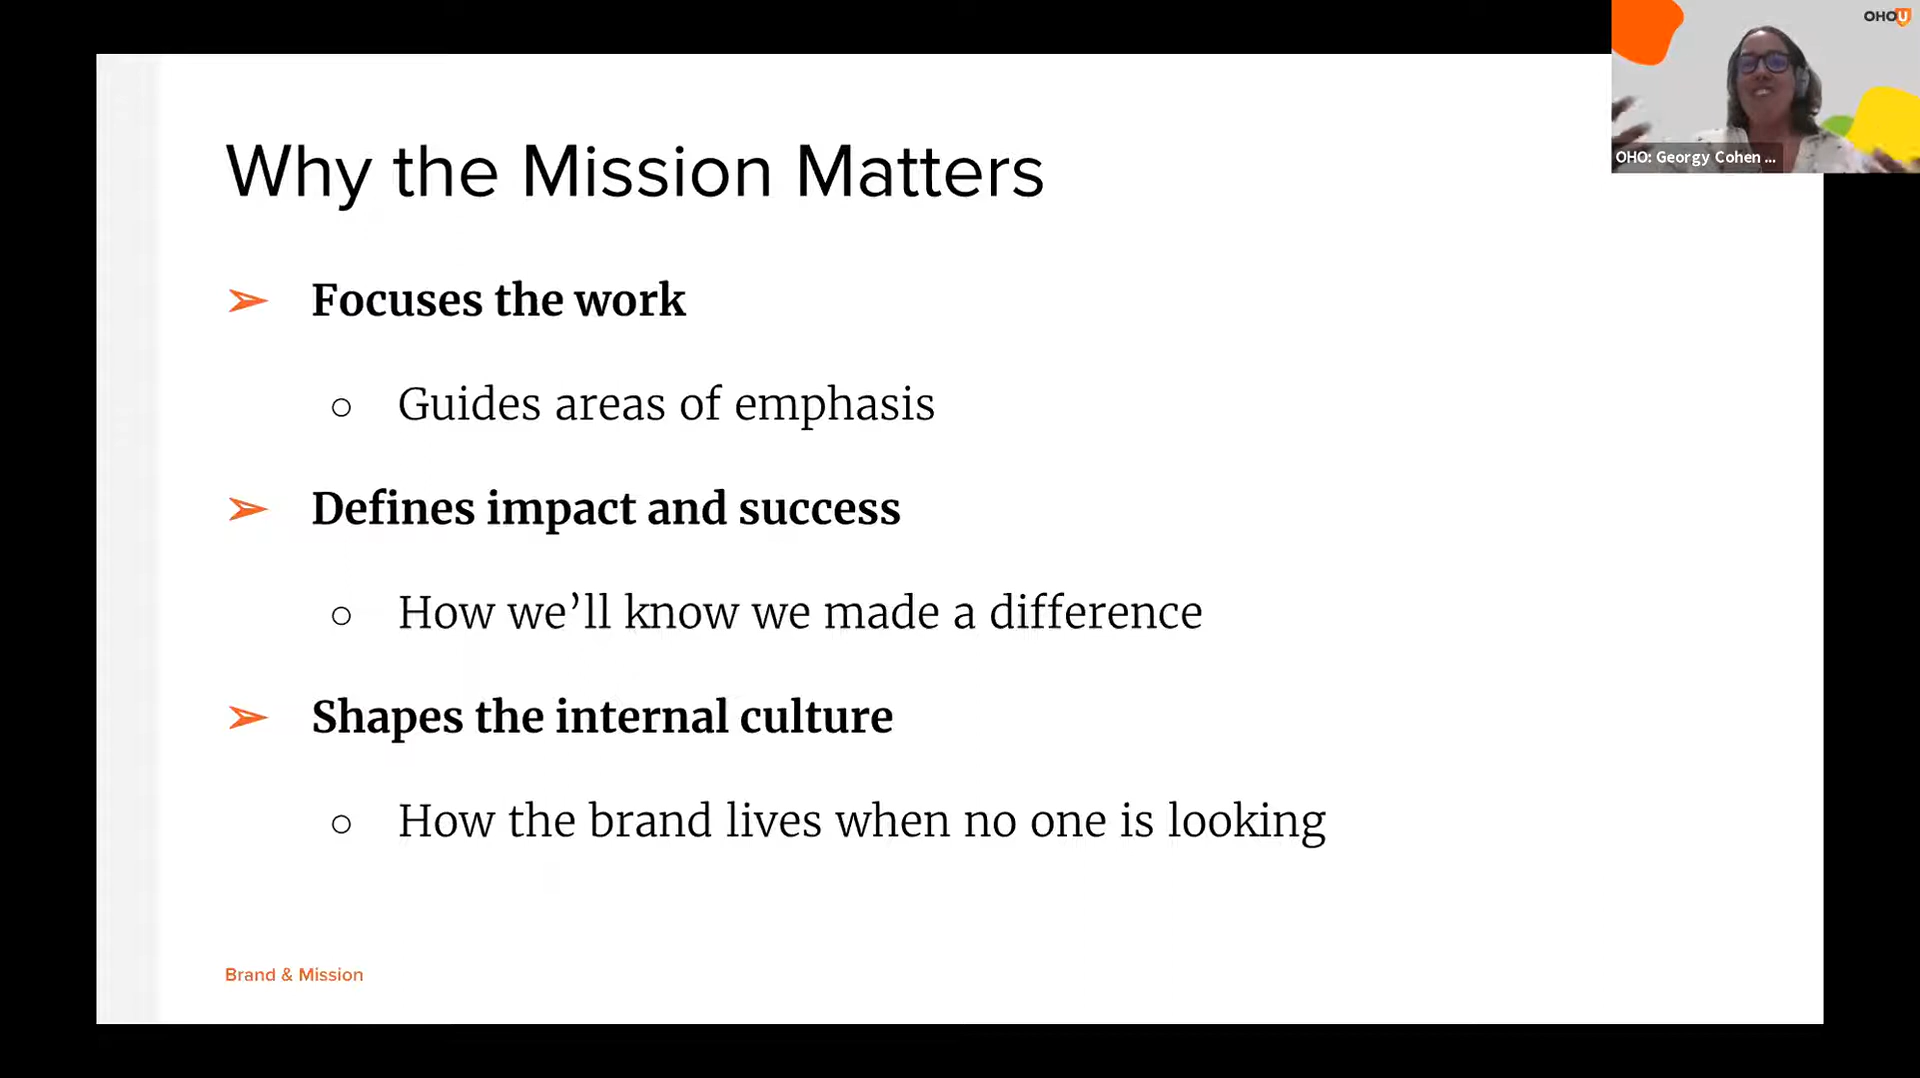 OHO U
Why the Mission Matters
OHO: Georgy Cohen ...
➢ Focuses the work
○ Guides areas of emphasis
➢ Defines impact and success
○ How we’ll know we made a difference
➢ Shapes the internal culture
○ How the brand lives when no one is looking
Brand & Mission